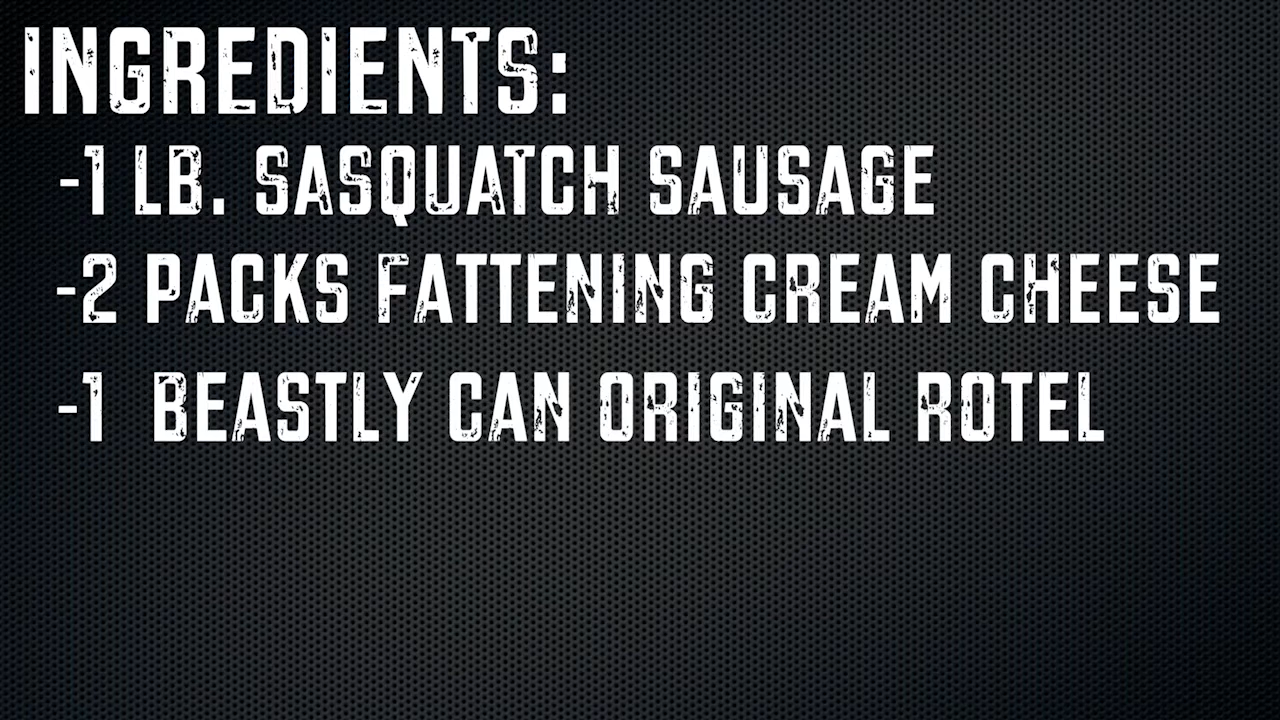 INGREDIENTS:
-1 LB. SASQUATCH SAUSAGE
-2 PACKS FATTENING CREAM CHEESE
-1 BEASTLY CAN ORIGINAL ROTEL